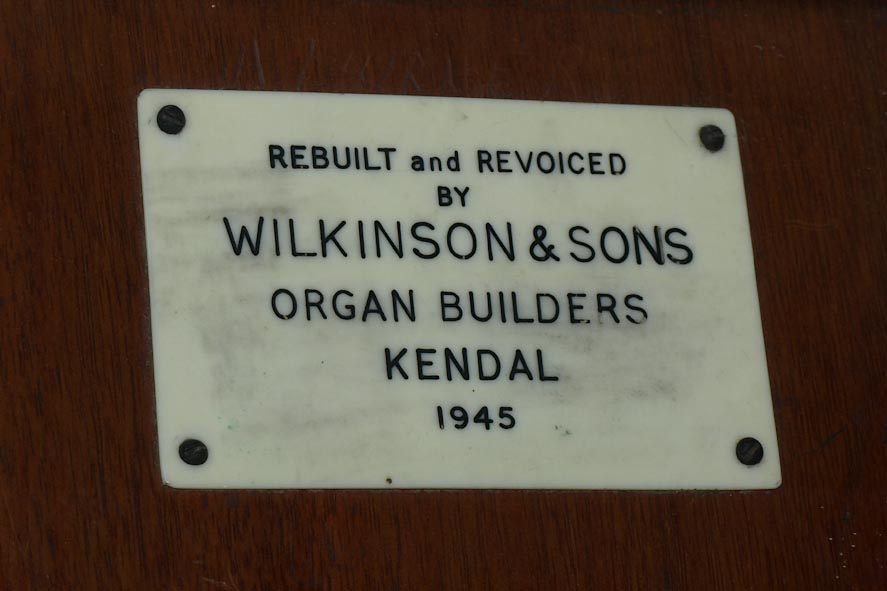 REBUILT and REVOICED
BY
WILKINSON & SONS
ORGAN BUILDERS
KENDAL
1945